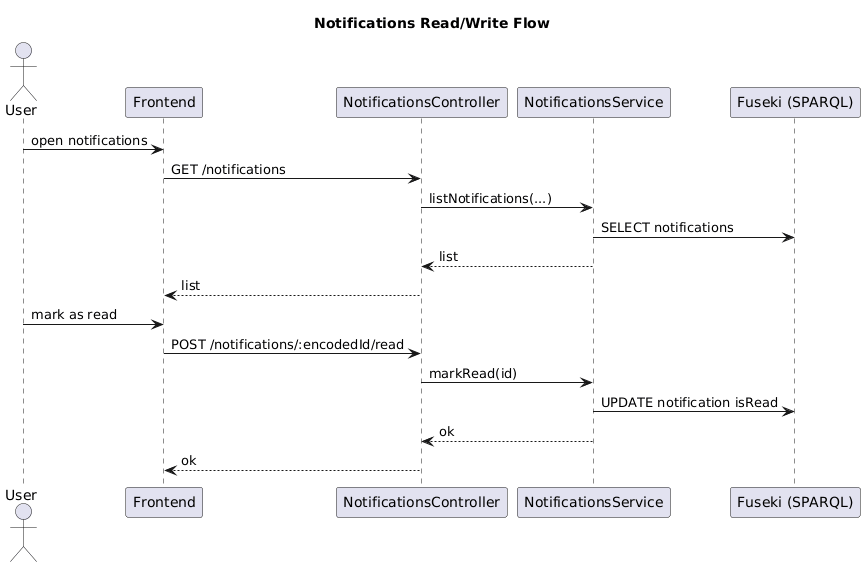 Notifications Read/Write Flow
User
Frontend
NotificationsController
NotificationsService
Fuseki (SPARQL)
open notifications
GET /notifications
listNotifications(...)
SELECT notifications
list
list
mark as read
POST /notifications/:encodedId/read
markRead(id)
UPDATE notification isRead
ok
ok
User
Frontend
NotificationsController
NotificationsService
Fuseki (SPARQL)